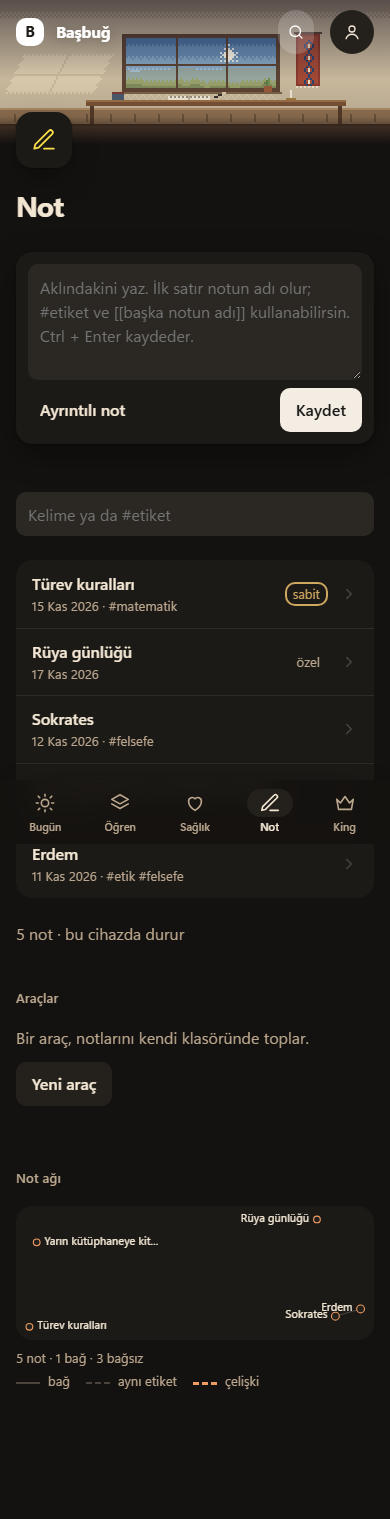 B Başbuğ
Not
Aklındakini yaz. İlk satır notun adı olur;
#etiket ve [[başka notun adı]] kullanabilirsin.
Ctrl + Enter kaydeder.
Ayrıntılı not
Kaydet
Kelime ya da #etiket
Türev kuralları
15 Kas 2026 · #matematik
sabit
Rüya günlüğü
17 Kas 2026
özel
Sokrates
12 Kas 2026 · #felsefe
Bugün Öğren Sağlık Not King
Erdem
11 Kas 2026 · #etik #felsefe
5 not · bu cihazda durur
Araçlar
Bir araç, notlarını kendi klasöründe toplar.
Yeni araç
Not ağı
Rüya günlüğü
Yarın kütüphaneye kit...
Erdem
Sokrates
Türev kuralları
5 not · 1 bağ · 3 bağsız
bağ aynı etiket çelişki